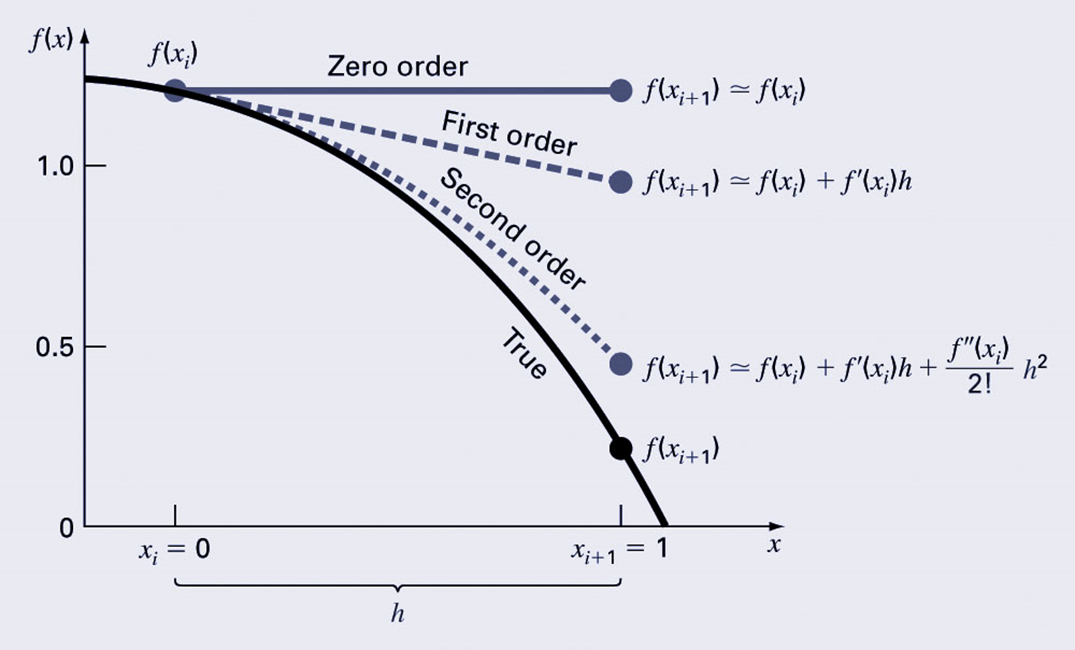 f(x)
f(xᵢ)
Zero order
f(xᵢ₊₁) ≃ f(xᵢ)
First order
1.0
f(xᵢ₊₁) ≃ f(xᵢ) + f′(xᵢ)h
Second order
True
0.5
f(xᵢ₊₁) ≃ f(xᵢ) + f′(xᵢ)h + f″(xᵢ)/2! h²
f(xᵢ₊₁)
0
xᵢ = 0
xᵢ₊₁ = 1
x
h